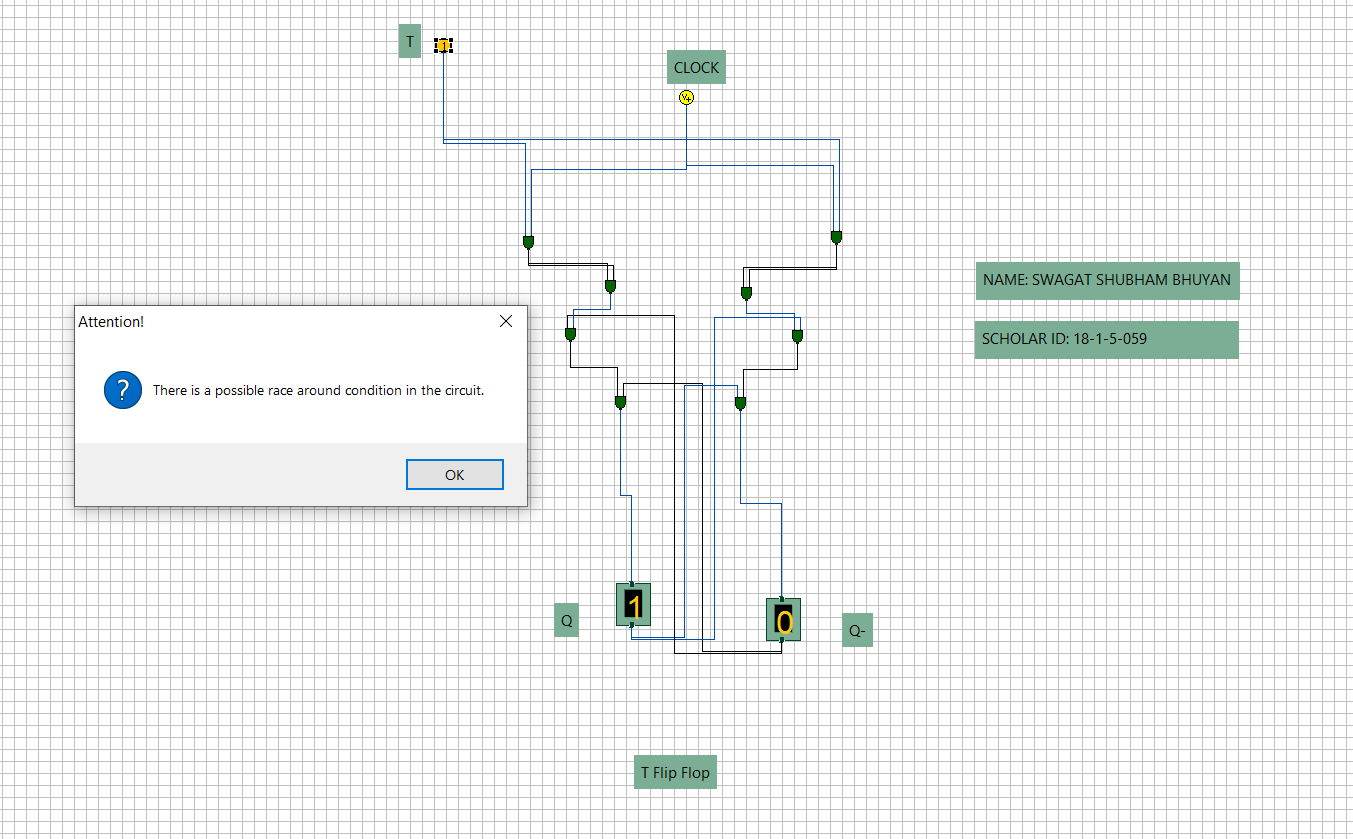 T
1
CLOCK
V+
NAME: SWAGAT SHUBHAM BHUYAN
Attention!
SCHOLAR ID: 18-1-5-059
?
There is a possible race around condition in the circuit.
OK
1
0
Q
Q-
T Flip Flop